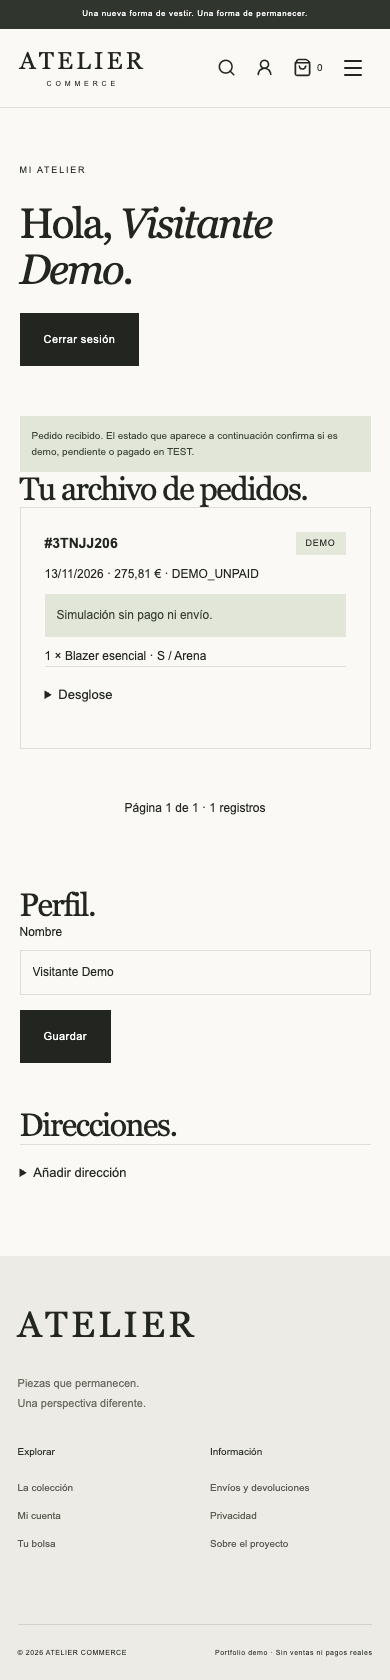 Una nueva forma de vestir. Una forma de permanecer.
ATELIER
COMMERCE
0
MI ATELIER
Hola, Visitante
Demo.
Cerrar sesión
Pedido recibido. El estado que aparece a continuación confirma si es
demo, pendiente o pagado en TEST.
Tu archivo de pedidos.
#3TNJJ206
DEMO
13/11/2026 · 275,81 € · DEMO_UNPAID
Simulación sin pago ni envío.
1 × Blazer esencial · S / Arena
Desglose
Página 1 de 1 · 1 registros
Perfil.
Nombre
Visitante Demo
Guardar
Direcciones.
Añadir dirección
ATELIER
Piezas que permanecen.
Una perspectiva diferente.
Explorar
La colección
Mi cuenta
Tu bolsa
Información
Envíos y devoluciones
Privacidad
Sobre el proyecto
© 2026 ATELIER COMMERCE
Portfolio demo · Sin ventas ni pagos reales